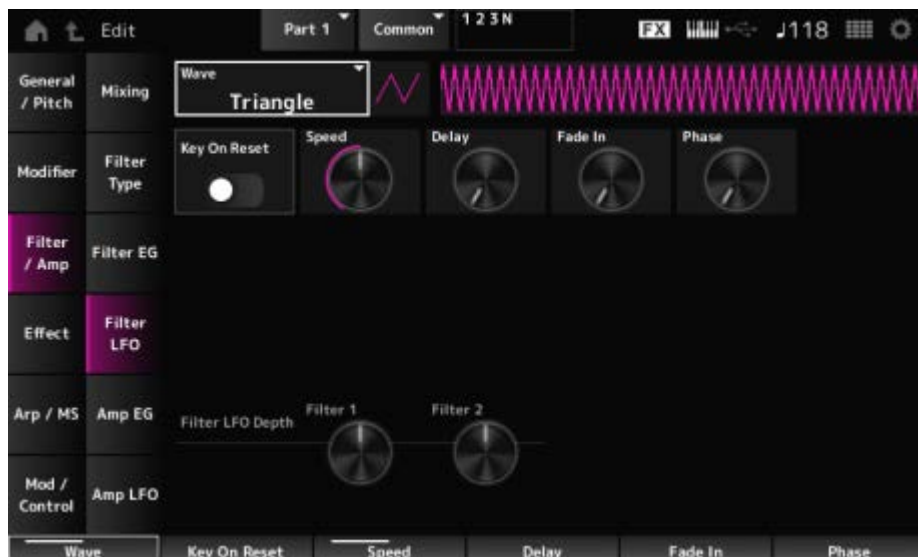 Edit
Part 1
Common
1 2 3 N
FX
♩118
General
/ Pitch
Mixing
Wave
Triangle
Modifier
Filter
Type
Key On Reset
Speed
Delay
Fade In
Phase
Filter
/ Amp
Filter EG
Effect
Filter
LFO
Arp / MS
Amp EG
Filter LFO Depth
Filter 1
Filter 2
Mod /
Control
Amp LFO
Wave
Key On Reset
Speed
Delay
Fade In
Phase